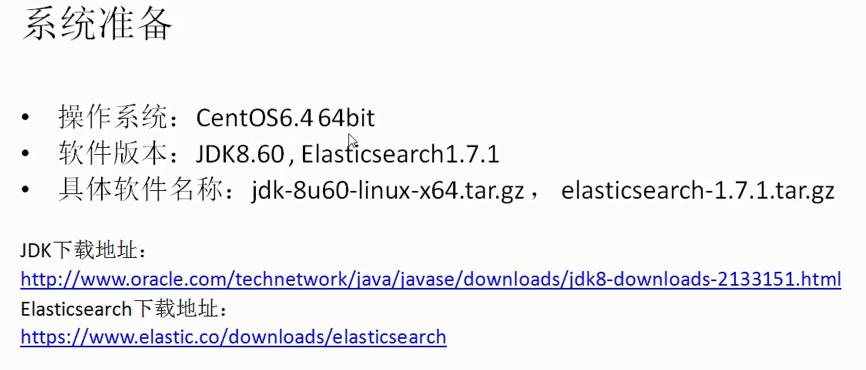 系统准备
• 操作系统：CentOS6.4 64bit
• 软件版本：JDK8.60 , Elasticsearch1.7.1
• 具体软件名称：jdk-8u60-linux-x64.tar.gz ， elasticsearch-1.7.1.tar.gz
JDK下载地址：
http://www.oracle.com/technetwork/java/javase/downloads/jdk8-downloads-2133151.html
Elasticsearch下载地址：
https://www.elastic.co/downloads/elasticsearch